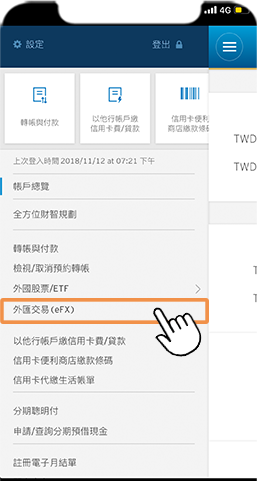 4G
設定
登出
轉帳與付款
以他行帳戶繳
信用卡費/貸款
信用卡便利
商店繳款條碼
上次登入時間 2018/11/12 at 07:21 下午
帳戶總覽
全方位財智規劃
轉帳與付款
檢視/取消預約轉帳
外國股票/ETF
外匯交易(eFX)
以他行帳戶繳信用卡費/貸款
信用卡便利商店繳款條碼
信用卡代繳生活帳單
分期聰明付
申請/查詢分期預借現金
註冊電子月結單
TWD
TWD